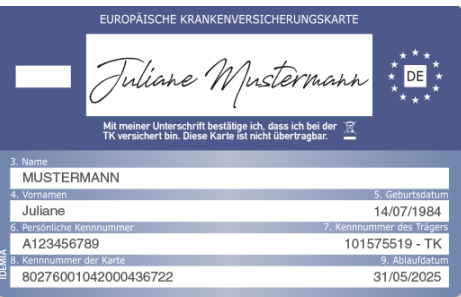 EUROPÄISCHE KRANKENVERSICHERUNGSKARTE
Juliane Mustermann
DE
Mit meiner Unterschrift bestätige ich, dass ich bei der
TK versichert bin. Diese Karte ist nicht übertragbar.
3. Name
MUSTERMANN
4. Vornamen 5. Geburtsdatum
Juliane 14/07/1984
6. Persönliche Kennnummer 7. Kennnummer des Trägers
A123456789 101575519 - TK
8. Kennnummer der Karte 9. Ablaufdatum
80276001042000436722 31/05/2025
IDEMIA